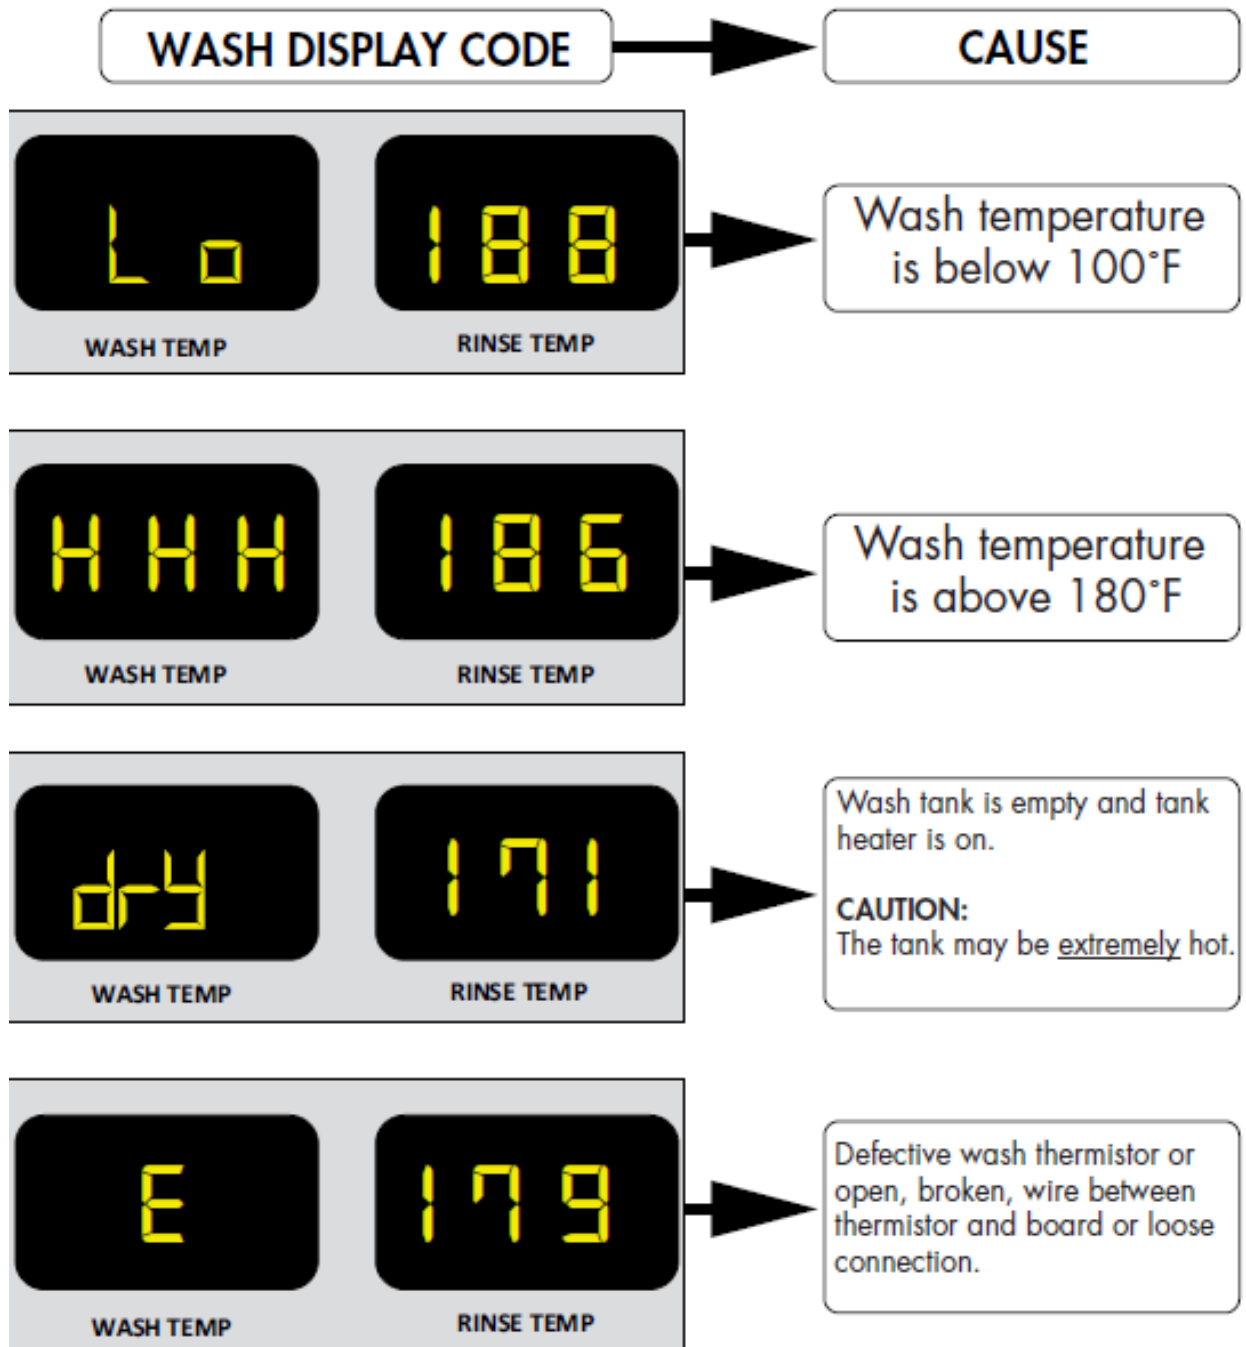 WASH DISPLAY CODE
CAUSE
Lo
188
WASH TEMP
RINSE TEMP
Wash temperature
is below 100°F
HHH
186
WASH TEMP
RINSE TEMP
Wash temperature
is above 180°F
dry
171
WASH TEMP
RINSE TEMP
Wash tank is empty and tank
heater is on.
CAUTION:
The tank may be extremely hot.
E
179
WASH TEMP
RINSE TEMP
Defective wash thermistor or
open, broken, wire between
thermistor and board or loose
connection.